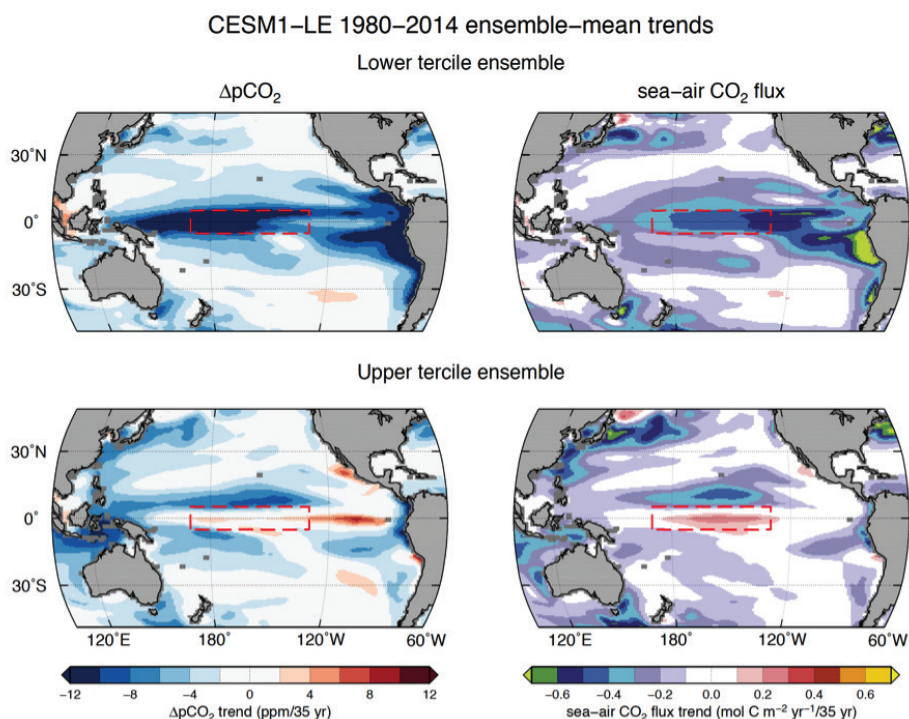 CESM1−LE 1980−2014 ensemble−mean trends
Lower tercile ensemble
ΔpCO₂
sea−air CO₂ flux
30°N
0°
30°S
Upper tercile ensemble
30°N
0°
30°S
120°E 180° 120°W 60°W
120°E 180° 120°W 60°W
−12 −8 −4 0 4 8 12
ΔpCO₂ trend (ppm/35 yr)
−0.6 −0.4 −0.2 0.0 0.2 0.4 0.6
sea−air CO₂ flux trend (mol C m⁻² yr⁻¹/35 yr)